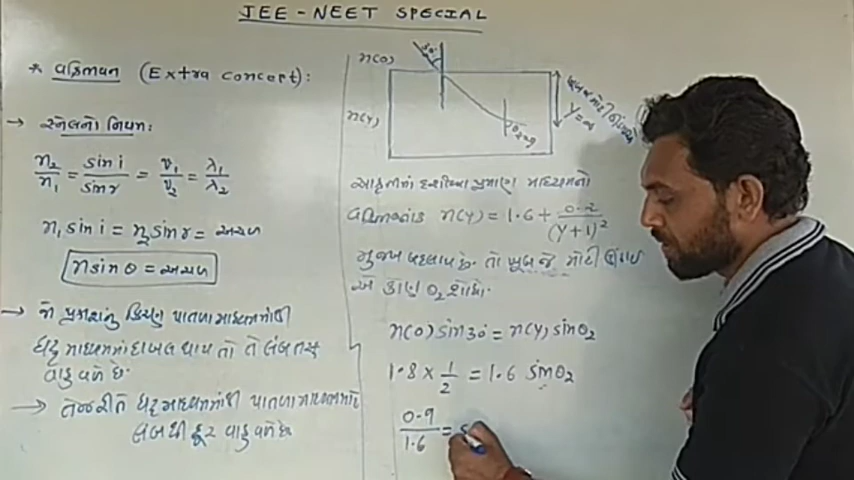 JEE - NEET SPECIAL
* વક્રીભવન (Extra concept):
→ સ્નેલનો નિયમ:
n₂/n₁ = sin i/sin r = v₁/v₂ = λ₁/λ₂
n₁ sin i = n₂ sin r = અચળ
n sin θ = અચળ
→ જો પ્રકાશનું કિરણ પાતળા માધ્યમમાંથી
ઘટ્ટ માધ્યમમાં દાખલ થાય તો તે લંબ તરફ
વાંકું વળે છે.
→ તેજ રીતે ઘટ્ટ માધ્યમમાંથી પાતળા માધ્યમમાં
લંબથી દૂર વાંકું વળે છે
n(0)
30°
n(y)
y=∞
આકૃતિમાં દર્શાવ્યા પ્રમાણે માધ્યમનો
વક્રીભવનાંક n(y) = 1.6 + 0.2/(y+1)²
મુજબ બદલાય છે. તો ખૂબ જ મોટી ઊંડાઈ
એ કોણ θ₂ શોધો.
n(0) sin 30 = n(y) sin θ₂
1.8 × 1/2 = 1.6 sin θ₂
0.9/1.6 = s